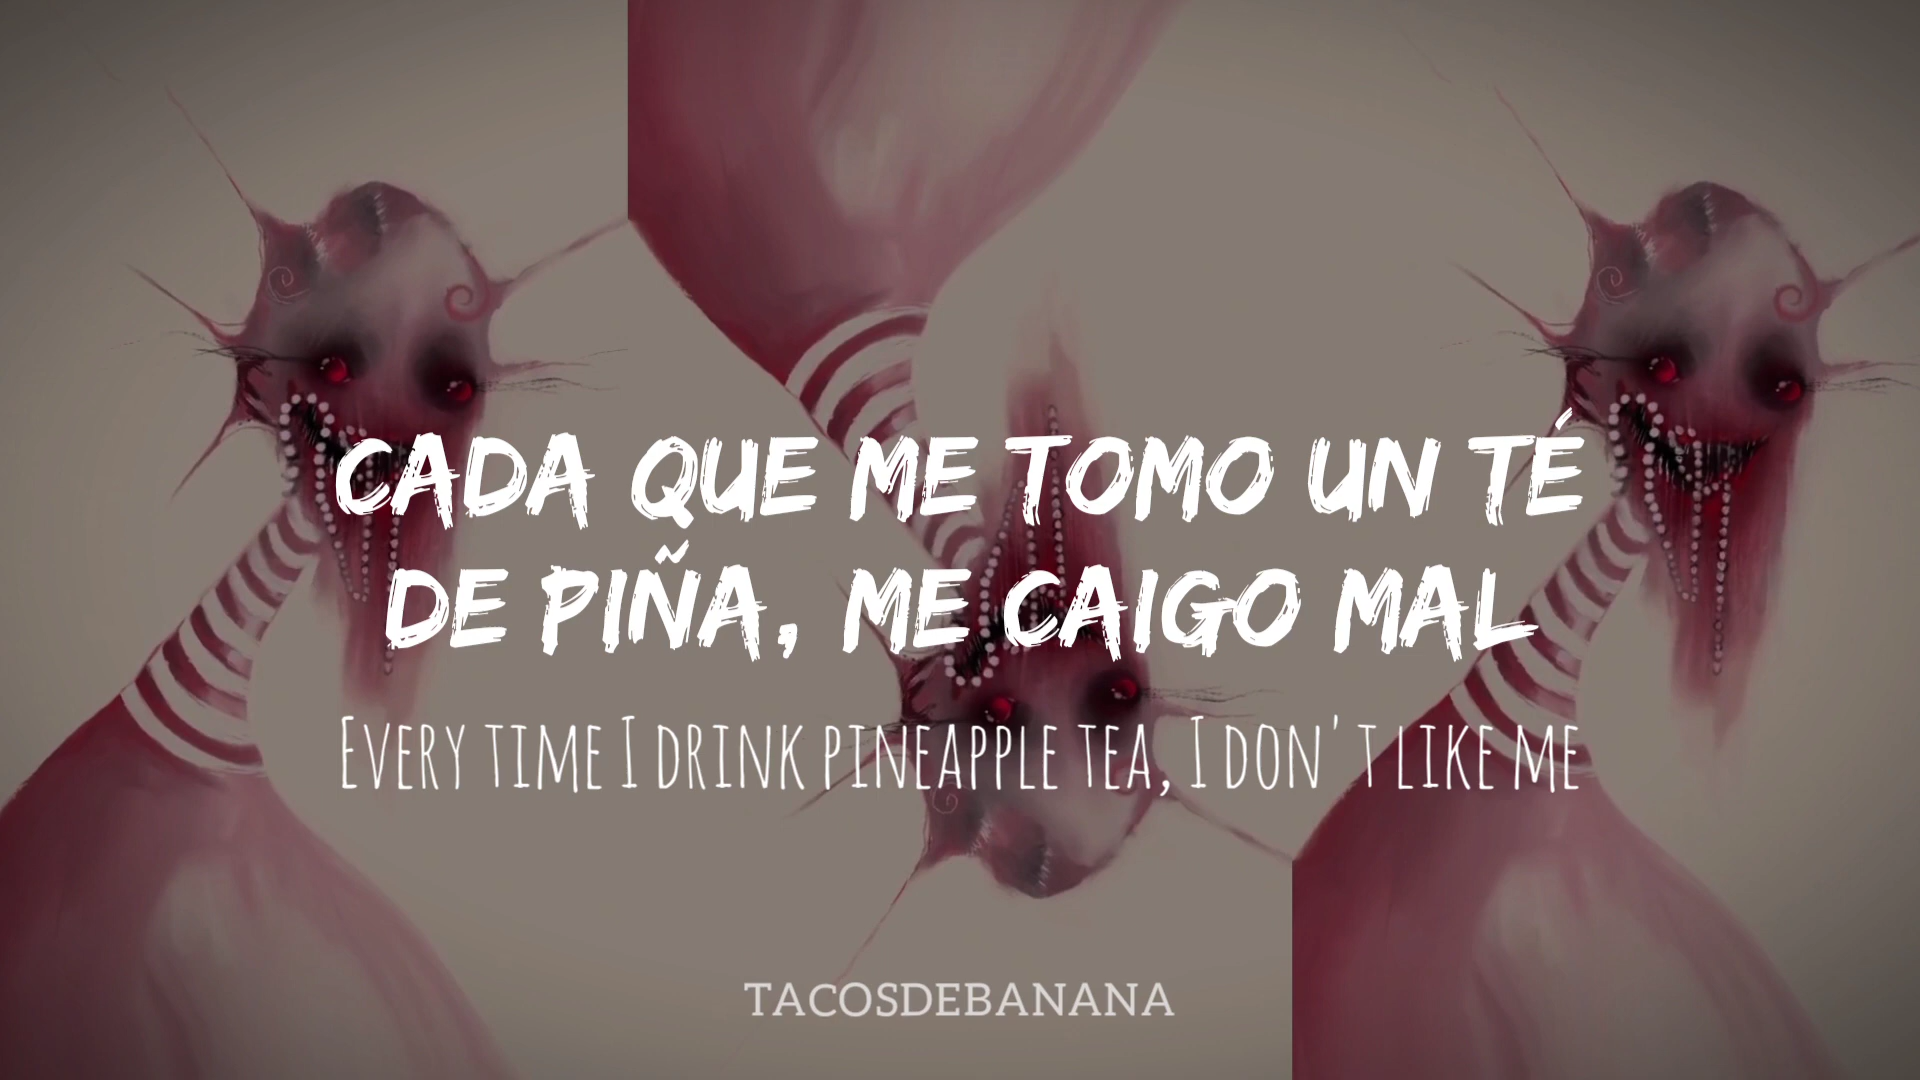 CADA QUE ME TOMO UN TÉ
DE PIÑA, ME CAIGO MAL
EVERY TIME I DRINK PINEAPPLE TEA, I DON'T LIKE ME
TACOSDEBANANA